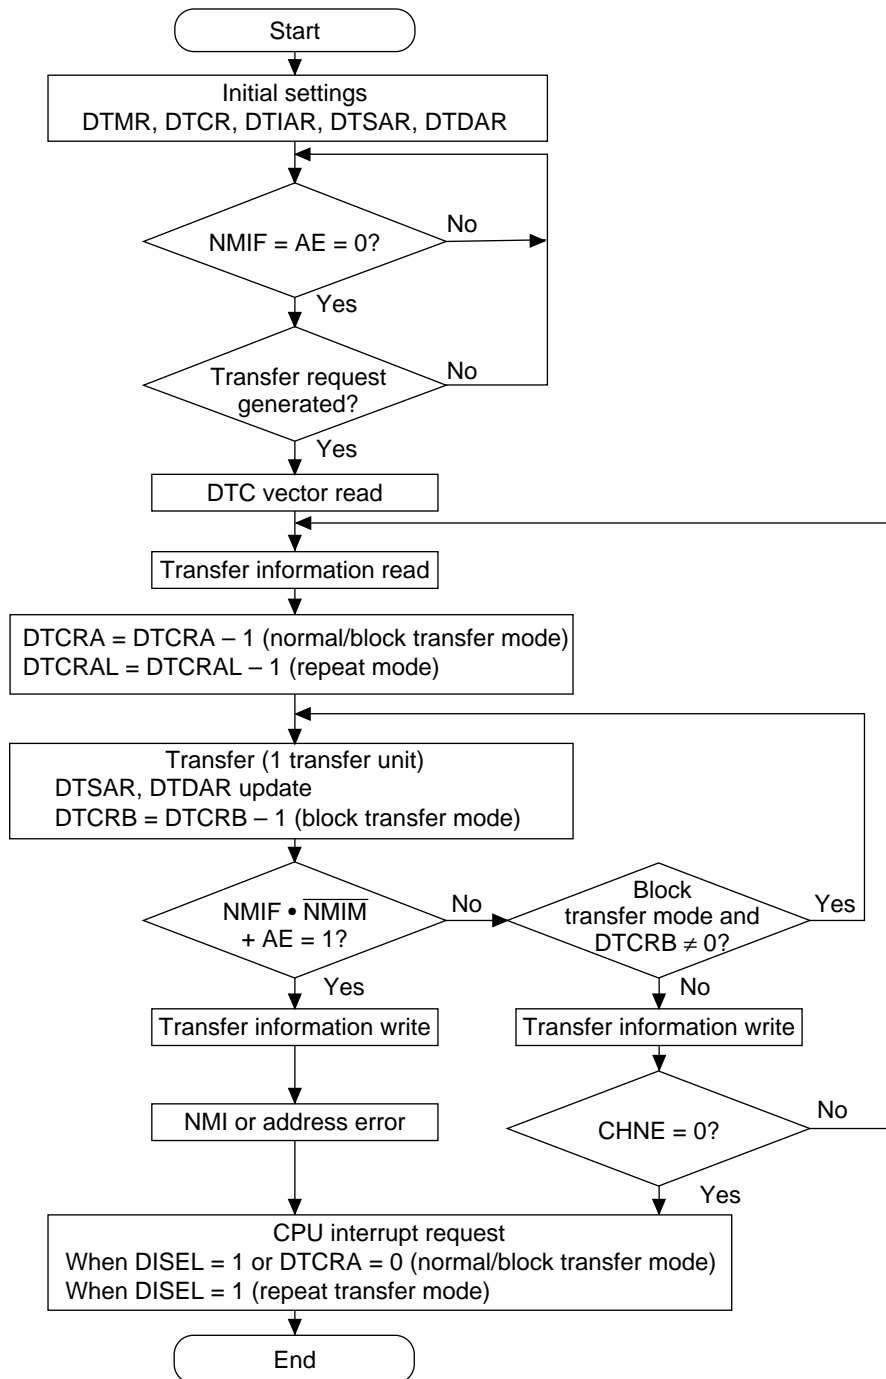 Start
Initial settings
DTMR, DTCR, DTIAR, DTSAR, DTDAR
NMIF = AE = 0?
No
Yes
Transfer request
generated?
No
Yes
DTC vector read
Transfer information read
DTCRA = DTCRA – 1 (normal/block transfer mode)
DTCRAL = DTCRAL – 1 (repeat mode)
Transfer (1 transfer unit)
DTSAR, DTDAR update
DTCRB = DTCRB – 1 (block transfer mode)
NMIF • N̅M̅I̅M̅
+ AE = 1?
No
Yes
Block
transfer mode and
DTCRB ≠ 0?
Yes
No
Transfer information write
Transfer information write
NMI or address error
CHNE = 0?
No
Yes
CPU interrupt request
When DISEL = 1 or DTCRA = 0 (normal/block transfer mode)
When DISEL = 1 (repeat transfer mode)
End